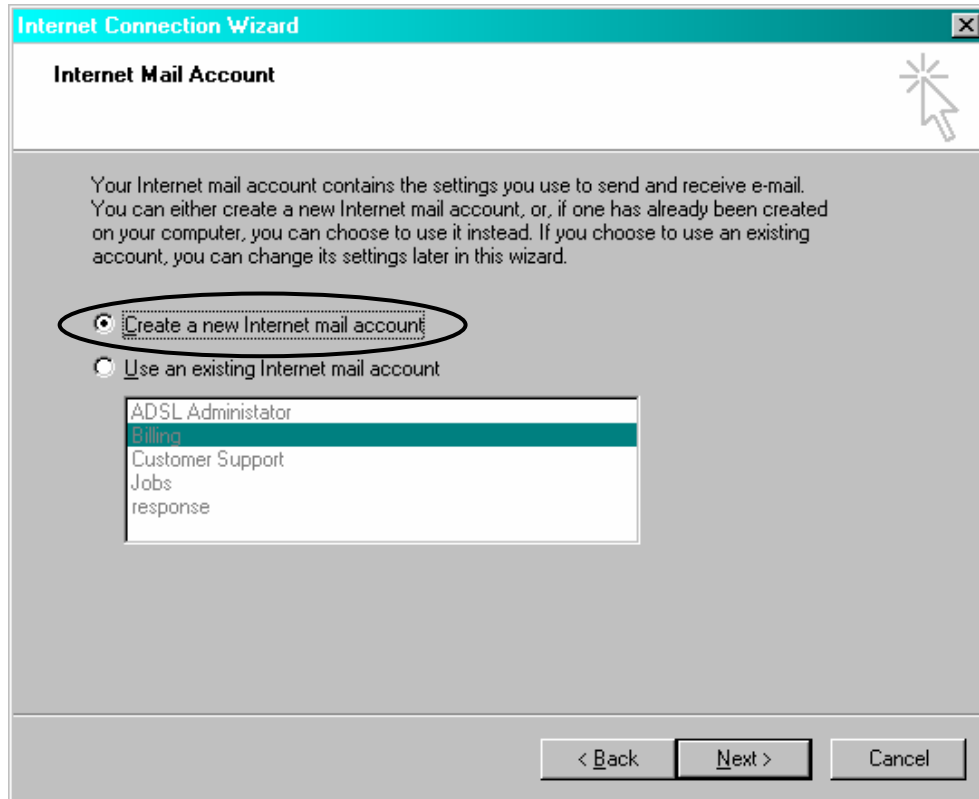 Internet Connection Wizard
Internet Mail Account
Your Internet mail account contains the settings you use to send and receive e-mail.
You can either create a new Internet mail account, or, if one has already been created
on your computer, you can choose to use it instead. If you choose to use an existing
account, you can change its settings later in this wizard.
Create a new Internet mail account
Use an existing Internet mail account
ADSL Administator
Billing
Customer Support
Jobs
response
< Back Next > Cancel